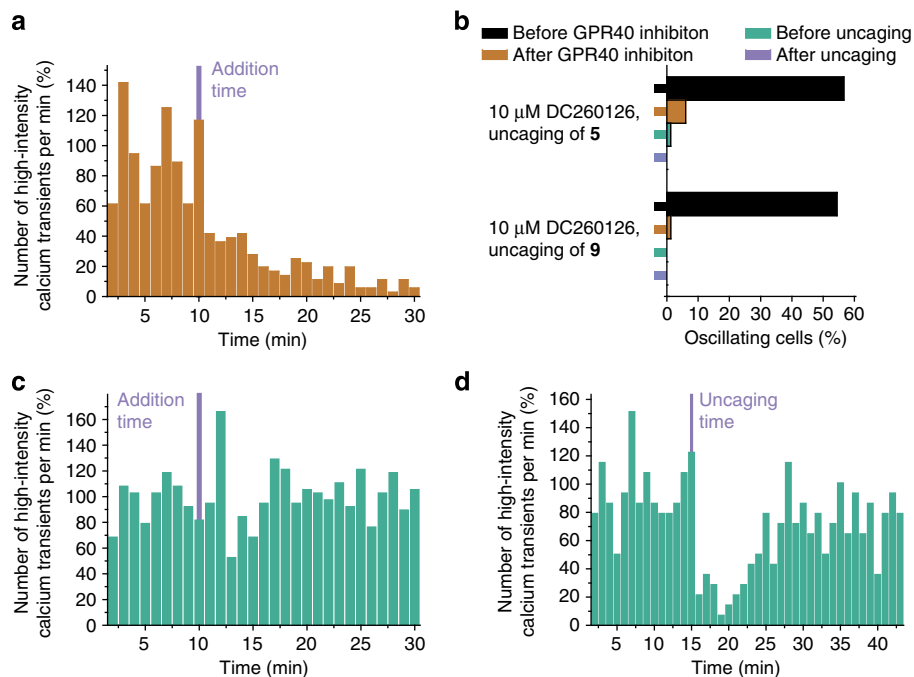 a
Number of high-intensity
calcium transients per min (%)
140
120
100
80
60
40
20
0
Addition
time
5 10 15 20 25 30
Time (min)
b
Before GPR40 inhibiton
After GPR40 inhibiton
Before uncaging
After uncaging
10 μM DC260126,
uncaging of 5
10 μM DC260126,
uncaging of 9
0 10 20 30 40 50 60
Oscillating cells (%)
c
Number of high-intensity
calcium transients per min (%)
160
140
120
100
80
60
40
20
0
Addition
time
5 10 15 20 25 30
Time (min)
d
Number of high-intensity
calcium transients per min (%)
160
140
120
100
80
60
40
20
0
Uncaging
time
5 10 15 20 25 30 35 40
Time (min)